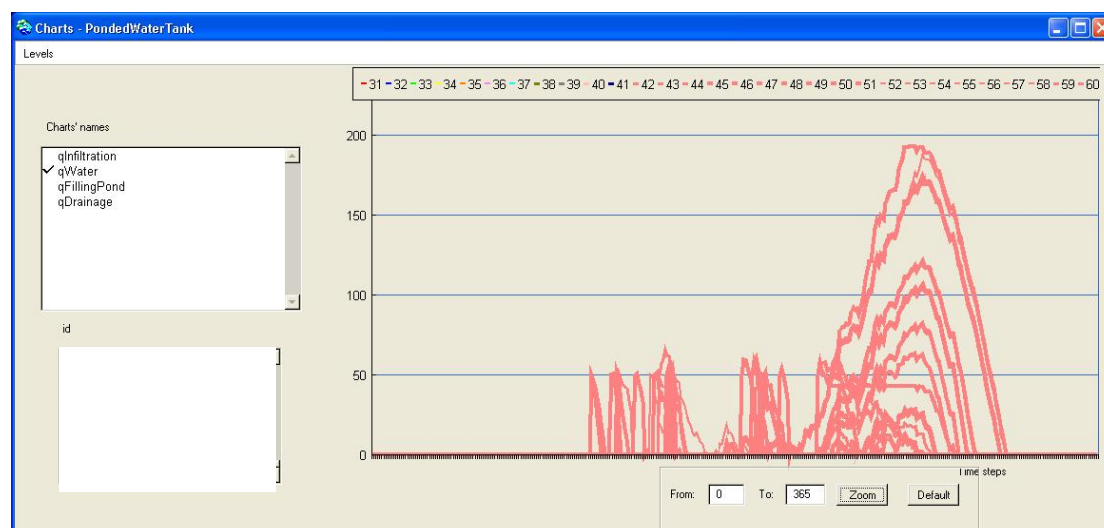 Charts - PondedWaterTank
Levels
31 32 33 34 35 36 37 38 39 40 41 42 43 44 45 46 47 48 49 50 51 52 53 54 55 56 57 58 59 60
Charts' names
qInfiltration
qWater
qFillingPond
qDrainage
id
200
150
100
50
0
Time steps
From: 0 To: 365 Zoom Default